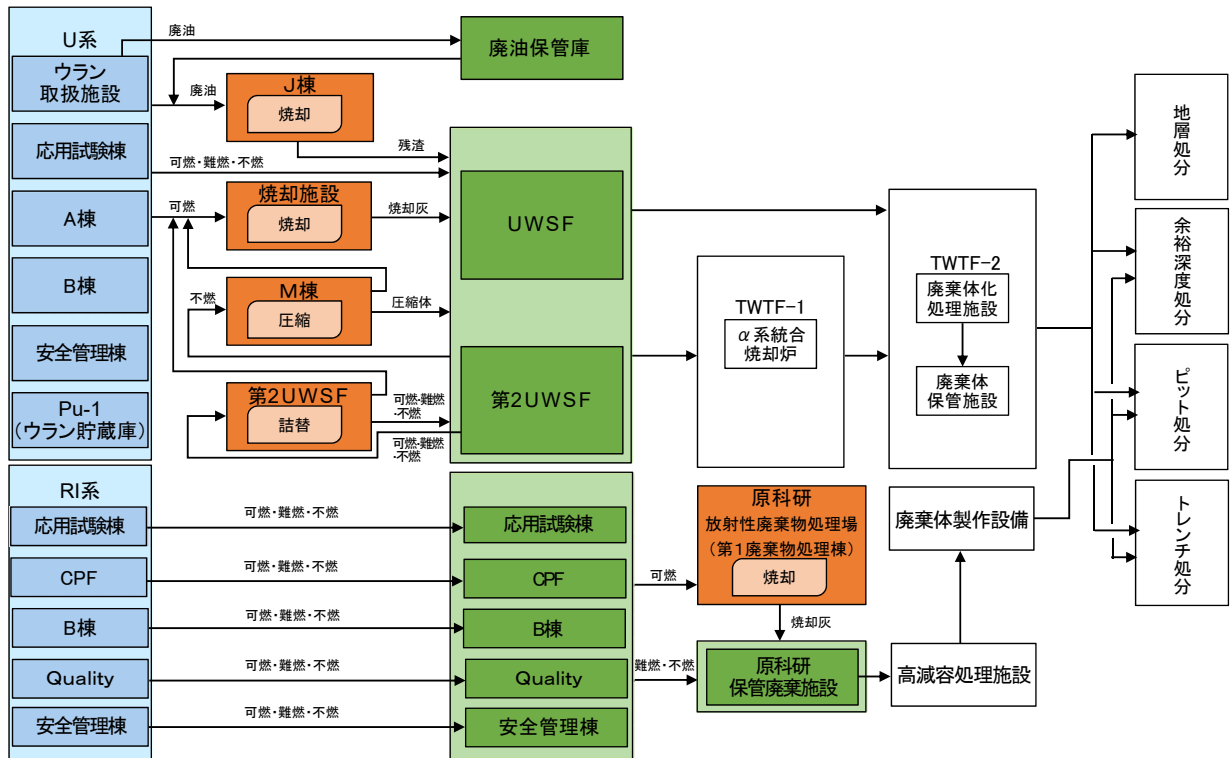 U系
ウラン
取扱施設
応用試験棟
A棟
B棟
安全管理棟
Pu-1
(ウラン貯蔵庫)
廃油
廃油保管庫
廃油
J棟
焼却
残渣
可燃・難燃・不燃
可燃
焼却施設
焼却
焼却灰
不燃
M棟
圧縮
圧縮体
第2UWSF
詰替
可燃・難燃
・不燃
可燃・難燃
・不燃
UWSF
第2UWSF
TWTF-1
α系統合
焼却炉
TWTF-2
廃棄体化
処理施設
廃棄体
保管施設
地層処分
余裕深度処分
ピット処分
トレンチ処分
RI系
応用試験棟
CPF
B棟
Quality
安全管理棟
可燃・難燃・不燃
可燃・難燃・不燃
可燃・難燃・不燃
可燃・難燃・不燃
可燃・難燃・不燃
応用試験棟
CPF
B棟
Quality
安全管理棟
可燃
難燃・不燃
原科研
放射性廃棄物処理場
(第1廃棄物処理棟)
焼却
焼却灰
原科研
保管廃棄施設
高減容処理施設
廃棄体製作設備